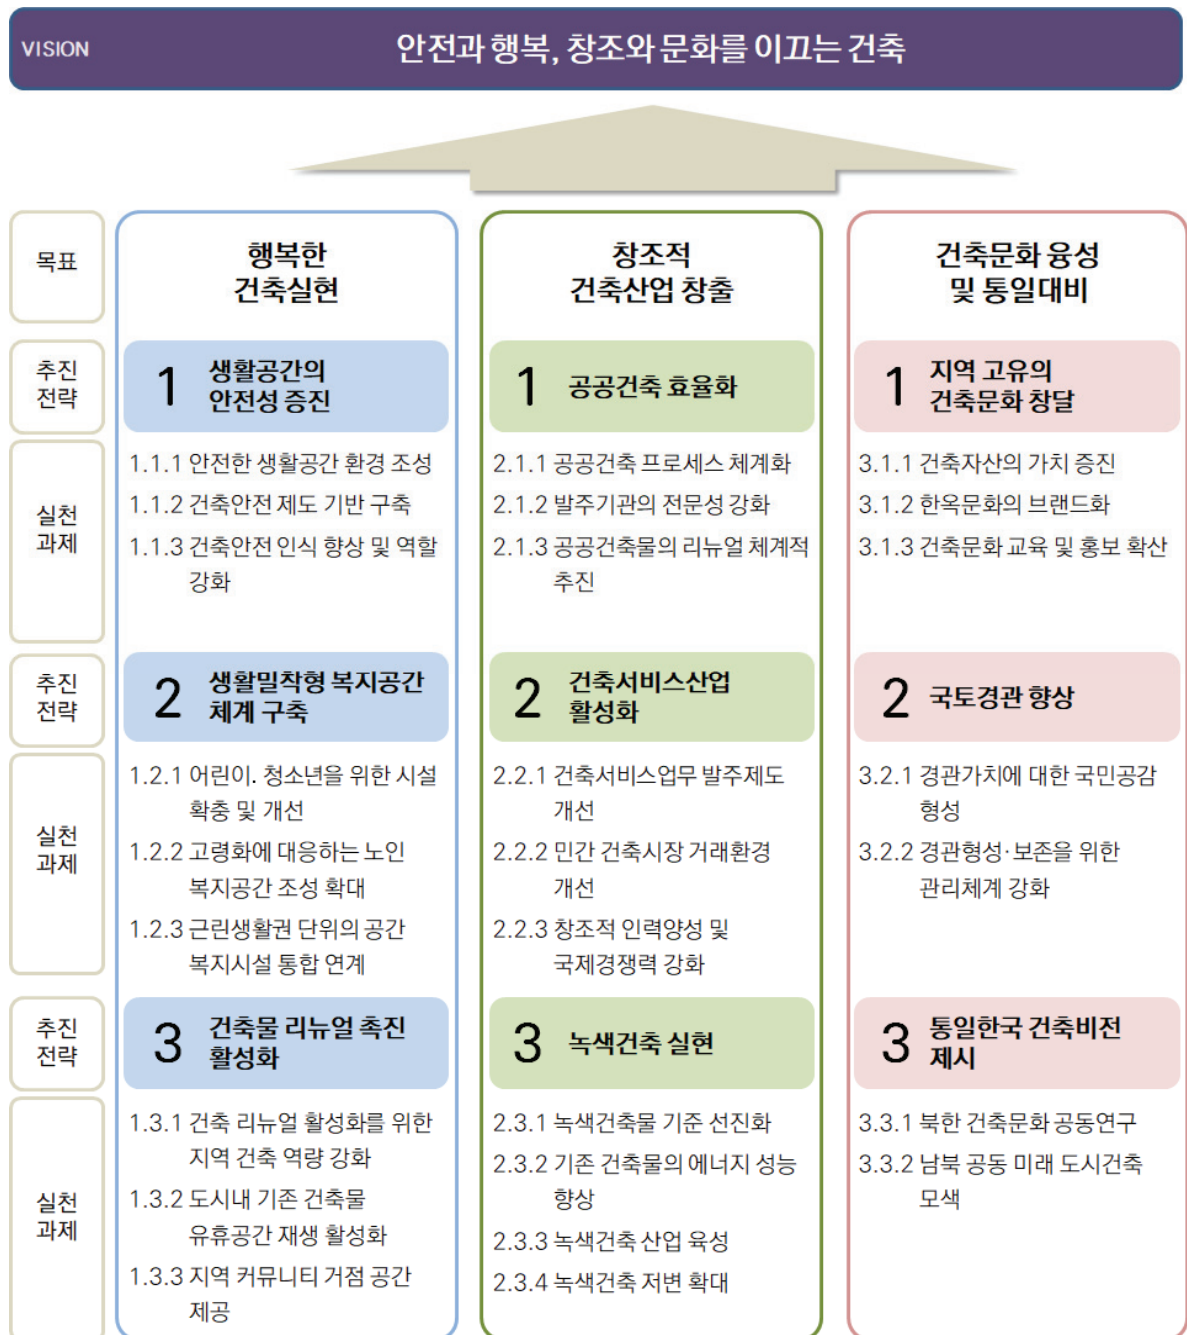 VISION
안전과 행복, 창조와 문화를 이끄는 건축
목표
행복한
건축실현
창조적
건축산업 창출
건축문화 융성
및 통일대비
추진
전략
1
생활공간의
안전성 증진
1
공공건축 효율화
1
지역 고유의
건축문화 창달
실천
과제
1.1.1 안전한 생활공간 환경 조성
1.1.2 건축안전 제도 기반 구축
1.1.3 건축안전 인식 향상 및 역할
강화
2.1.1 공공건축 프로세스 체계화
2.1.2 발주기관의 전문성 강화
2.1.3 공공건축물의 리뉴얼 체계적
추진
3.1.1 건축자산의 가치 증진
3.1.2 한옥문화의 브랜드화
3.1.3 건축문화 교육 및 홍보 확산
추진
전략
2
생활밀착형 복지공간
체계 구축
2
건축서비스산업
활성화
2
국토경관 향상
실천
과제
1.2.1 어린이. 청소년을 위한 시설
확충 및 개선
1.2.2 고령화에 대응하는 노인
복지공간 조성 확대
1.2.3 근린생활권 단위의 공간
복지시설 통합 연계
2.2.1 건축서비스업무 발주제도
개선
2.2.2 민간 건축시장 거래환경
개선
2.2.3 창조적 인력양성 및
국제경쟁력 강화
3.2.1 경관가치에 대한 국민공감
형성
3.2.2 경관형성·보존을 위한
관리체계 강화
추진
전략
3
건축물 리뉴얼 촉진
활성화
3
녹색건축 실현
3
통일한국 건축비전
제시
실천
과제
1.3.1 건축 리뉴얼 활성화를 위한
지역 건축 역량 강화
1.3.2 도시내 기존 건축물
유휴공간 재생 활성화
1.3.3 지역 커뮤니티 거점 공간
제공
2.3.1 녹색건축물 기준 선진화
2.3.2 기존 건축물의 에너지 성능
향상
2.3.3 녹색건축 산업 육성
2.3.4 녹색건축 저변 확대
3.3.1 북한 건축문화 공동연구
3.3.2 남북 공동 미래 도시건축
모색